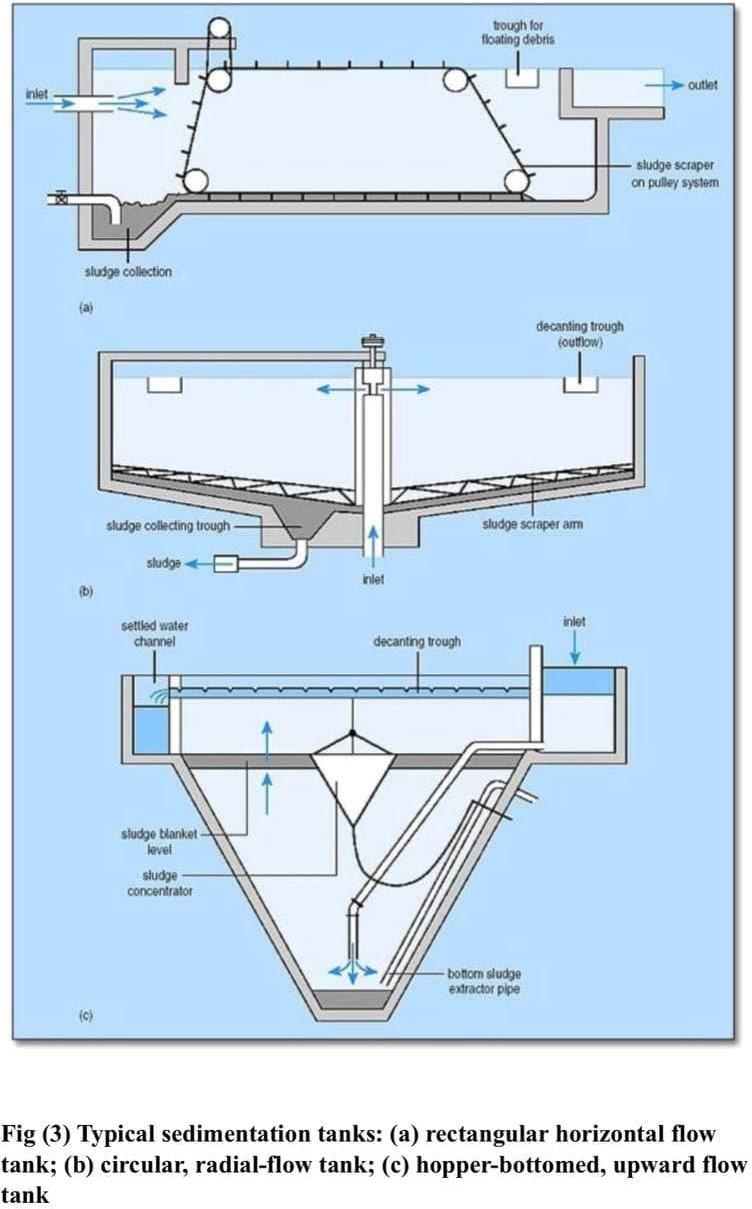 trough for
floating debris
inlet
outlet
sludge scraper
on pulley system
sludge collection
(a)
decanting trough
(outflow)
sludge collecting trough
sludge scraper arm
sludge
inlet
(b)
settled water
channel
decanting trough
inlet
sludge blanket
level
sludge
concentrator
bottom sludge
extractor pipe
(c)
Fig (3) Typical sedimentation tanks: (a) rectangular horizontal flow
tank; (b) circular, radial-flow tank; (c) hopper-bottomed, upward flow
tank